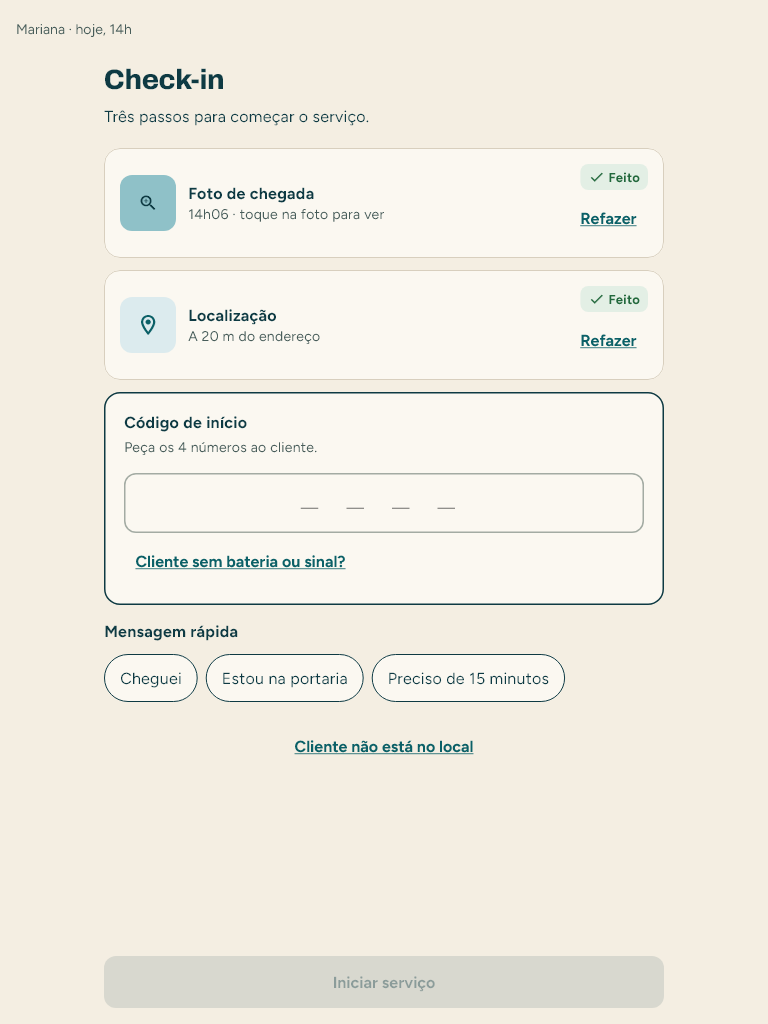 Mariana · hoje, 14h
Check-in
Três passos para começar o serviço.
Foto de chegada
14h06 · toque na foto para ver
Feito
Refazer
Localização
A 20 m do endereço
Feito
Refazer
Código de início
Peça os 4 números ao cliente.
— — — —
Cliente sem bateria ou sinal?
Mensagem rápida
Cheguei
Estou na portaria
Preciso de 15 minutos
Cliente não está no local
Iniciar serviço